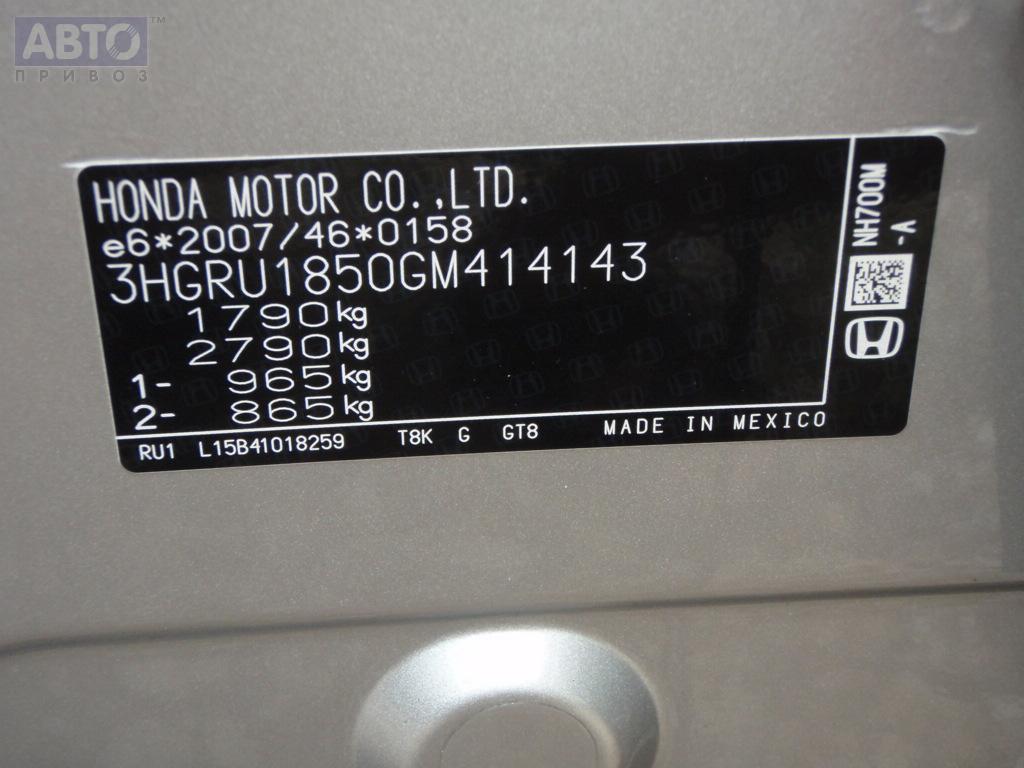 АВТО™
ПРИВОЗ
HONDA MOTOR CO.,LTD.
e6*2007/46*0158
3HGRU1850GM414143
1790kg
2790kg
1- 965kg
2- 865kg
RU1 L15B41018259 T8K G GT8 MADE IN MEXICO
NH700M
-A